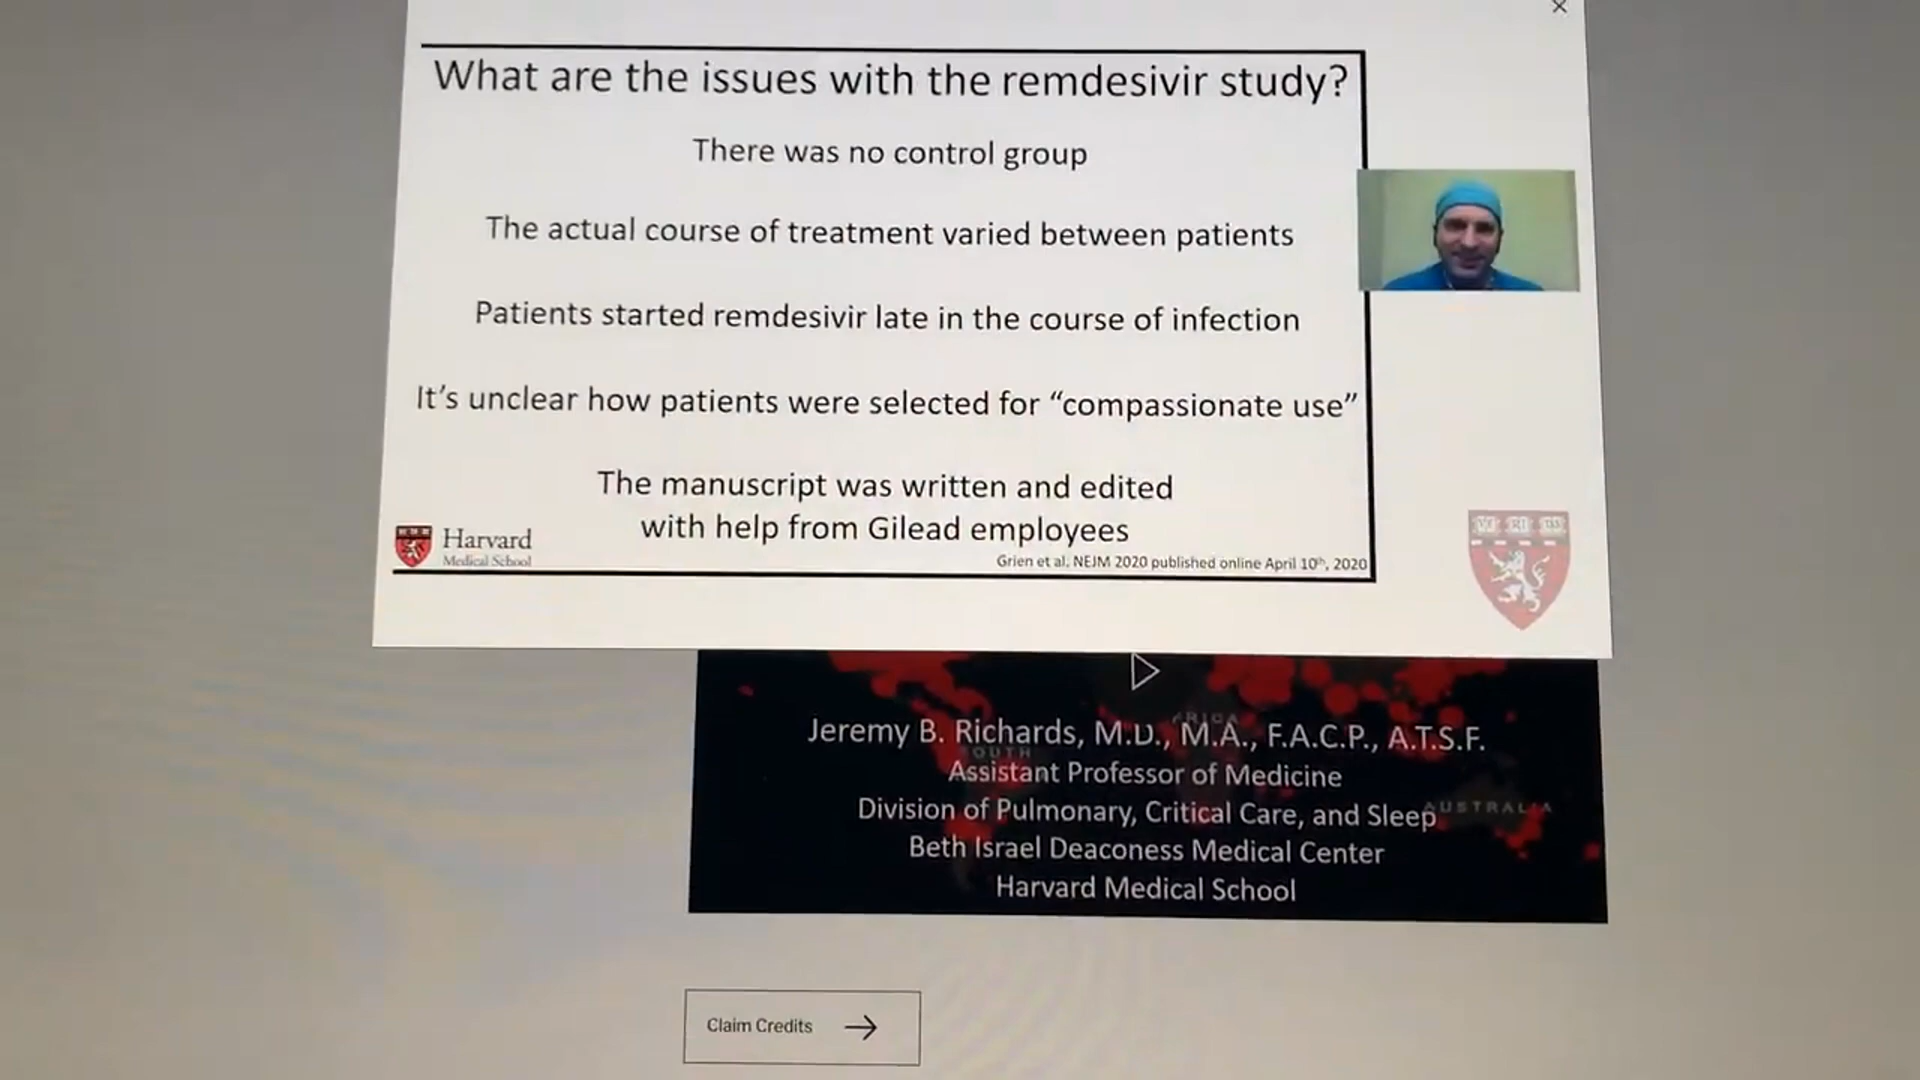 What are the issues with the remdesivir study?
There was no control group
The actual course of treatment varied between patients
Patients started remdesivir late in the course of infection
It's unclear how patients were selected for “compassionate use”
The manuscript was written and edited
with help from Gilead employees
Harvard
Medical School
Grien et al, NEJM 2020 published online April 10th, 2020
VE RI TAS
Jeremy B. Richards, M.D., M.A., F.A.C.P., A.T.S.F.
Assistant Professor of Medicine
Division of Pulmonary, Critical Care, and Sleep
AUSTRALIA
Beth Israel Deaconess Medical Center
Harvard Medical School
Claim Credits